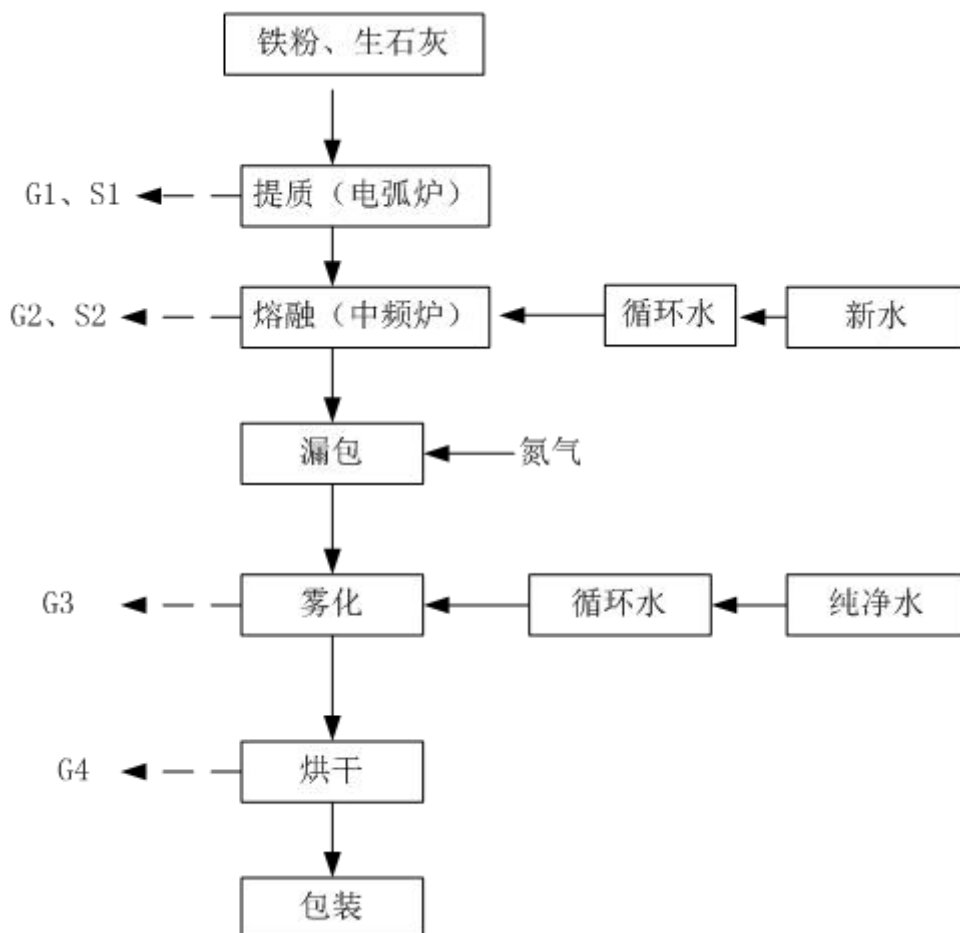 铁粉、生石灰
G1、S1
提质（电弧炉）
G2、S2
熔融（中频炉）
循环水
新水
漏包
氮气
G3
雾化
循环水
纯净水
G4
烘干
包装